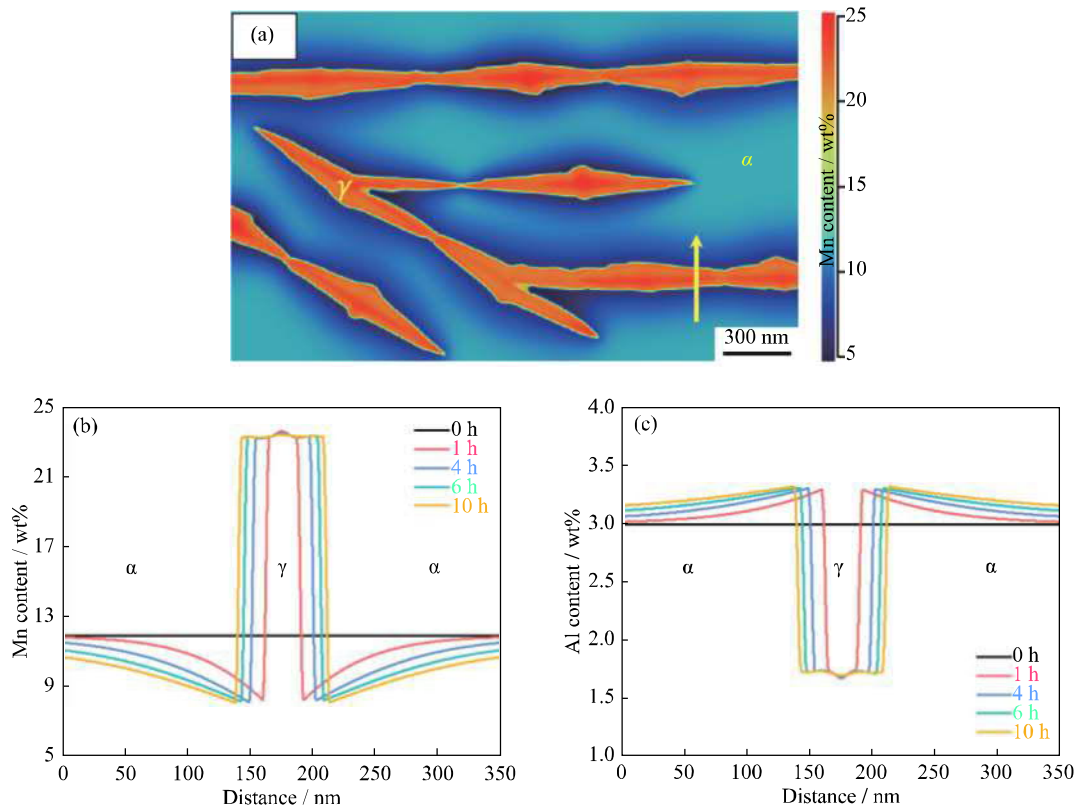 (a)
α
γ
300 nm
25
20
15
10
5
Mn content / wt%
(b)
25
21
17
13
9
5
Mn content / wt%
0 h
1 h
4 h
6 h
10 h
α
γ
α
0
50
100
150
200
250
300
350
Distance / nm
(c)
4.0
3.5
3.0
2.5
2.0
1.5
1.0
Al content / wt%
α
γ
α
0 h
1 h
4 h
6 h
10 h
0
50
100
150
200
250
300
350
Distance / nm